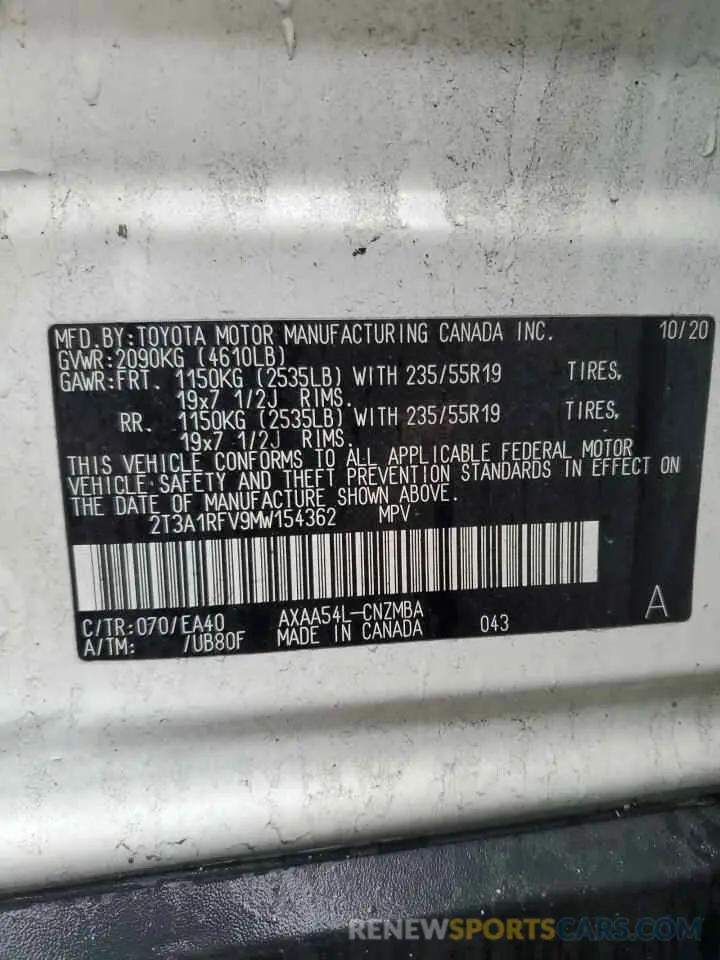 MFD.BY:TOYOTA MOTOR MANUFACTURING CANADA INC. 10/20
GVWR:2090KG (4610LB)
GAWR:FRT. 1150KG (2535LB) WITH 235/55R19 TIRES,
19x7 1/2J RIMS.
RR. 1150KG (2535LB) WITH 235/55R19 TIRES,
19x7 1/2J RIMS.
THIS VEHICLE CONFORMS TO ALL APPLICABLE FEDERAL MOTOR
VEHICLE SAFETY AND THEFT PREVENTION STANDARDS IN EFFECT ON
THE DATE OF MANUFACTURE SHOWN ABOVE.
2T3A1RFV9MW154362 MPV
C/TR:070/EA40 AXAA54L-CNZMBA A
A/TM: /UB80F MADE IN CANADA 043
RENEWSPORTSCARS.COM